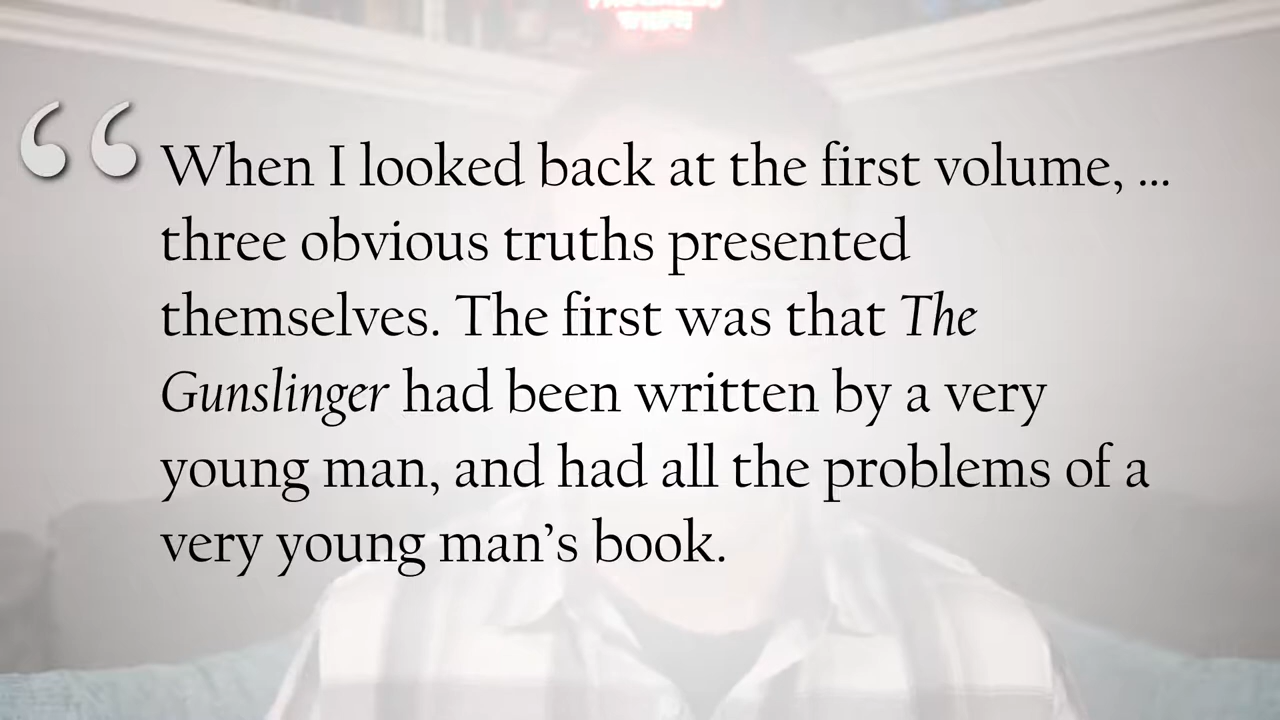 “When I looked back at the first volume, ...
three obvious truths presented
themselves. The first was that The
Gunslinger had been written by a very
young man, and had all the problems of a
very young man’s book.